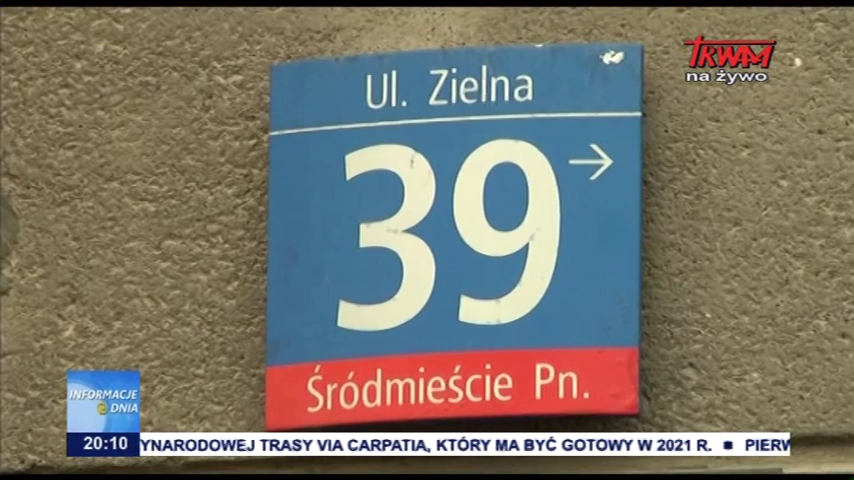 TRWAM
na żywo
Ul. Zielna
39 →
Śródmieście Pn.
INFORMACJE
DNIA
20:10
YNARODOWEJ TRASY VIA CARPATIA, KTÓRY MA BYĆ GOTOWY W 2021 R. ■ PIERW